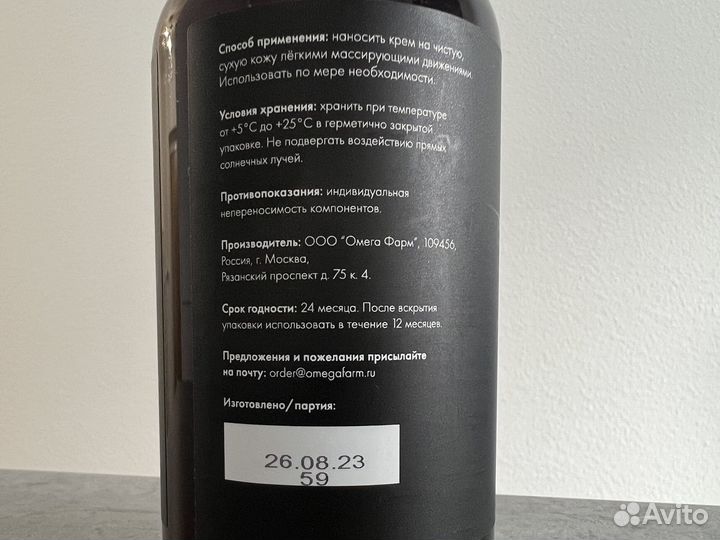 Способ применения: наносить крем на чистую,
сухую кожу лёгкими массирующими движениями.
Использовать по мере необходимости.
Условия хранения: хранить при температуре
от +5°C до +25°C в герметично закрытой
упаковке. Не подвергать воздействию прямых
солнечных лучей.
Противопоказания: индивидуальная
непереносимость компонентов.
Производитель: ООО “Омега Фарм”, 109456,
Россия, г. Москва,
Рязанский проспект д. 75 к. 4.
Срок годности: 24 месяца. После вскрытия
упаковки использовать в течение 12 месяцев.
Предложения и пожелания присылайте
на почту: order@omegafarm.ru
Изготовлено/партия:
26.08.23
59
Avito